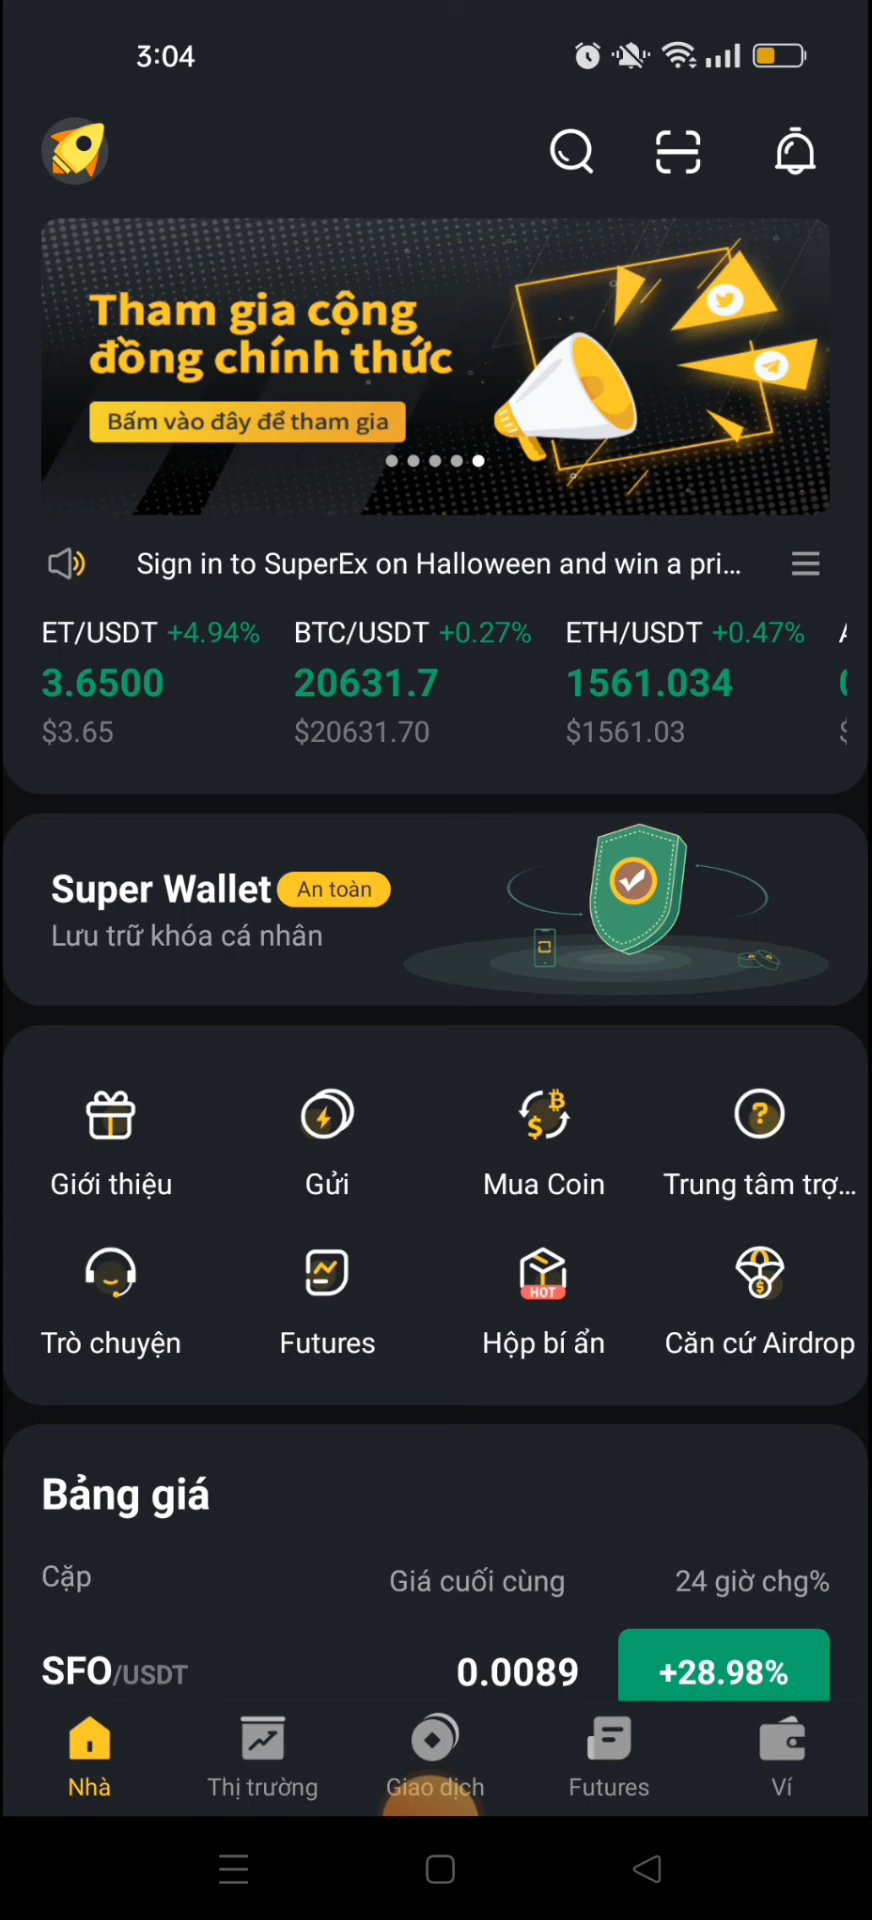 3:04
Tham gia cộng
đồng chính thức
Bấm vào đây để tham gia
Sign in to SuperEx on Halloween and win a pri...
ET/USDT +4.94% BTC/USDT +0.27% ETH/USDT +0.47%
3.6500 20631.7 1561.034
$3.65 $20631.70 $1561.03
Super Wallet An toàn
Lưu trữ khóa cá nhân
Giới thiệu Gửi Mua Coin Trung tâm trợ...
HOT
Trò chuyện Futures Hộp bí ẩn Căn cứ Airdrop
Bảng giá
Cặp Giá cuối cùng 24 giờ chg%
SFO/USDT 0.0089 +28.98%
Nhà Thị trường Giao dịch Futures Ví